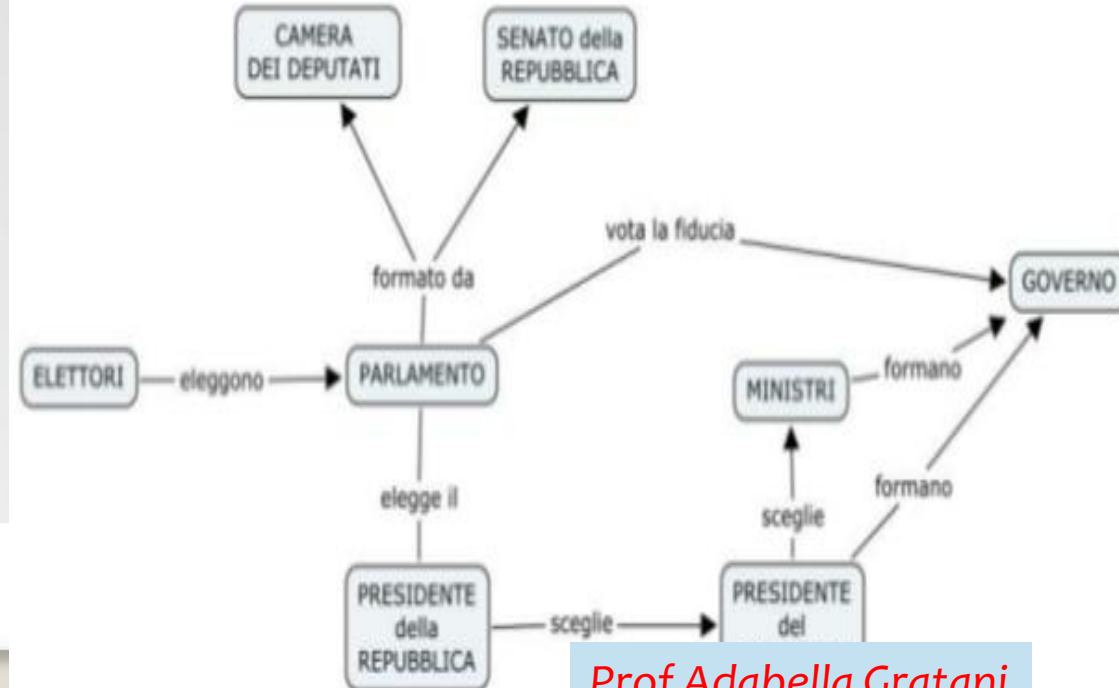 CAMERA
DEI DEPUTATI
SENATO della
REPUBBLICA
vota la fiducia
formato da
GOVERNO
ELETTORI
eleggono
PARLAMENTO
formano
MINISTRI
elegge il
formano
sceglie
PRESIDENTE
della
REPUBBLICA
sceglie
PRESIDENTE
del
Prof Adabella Gratani